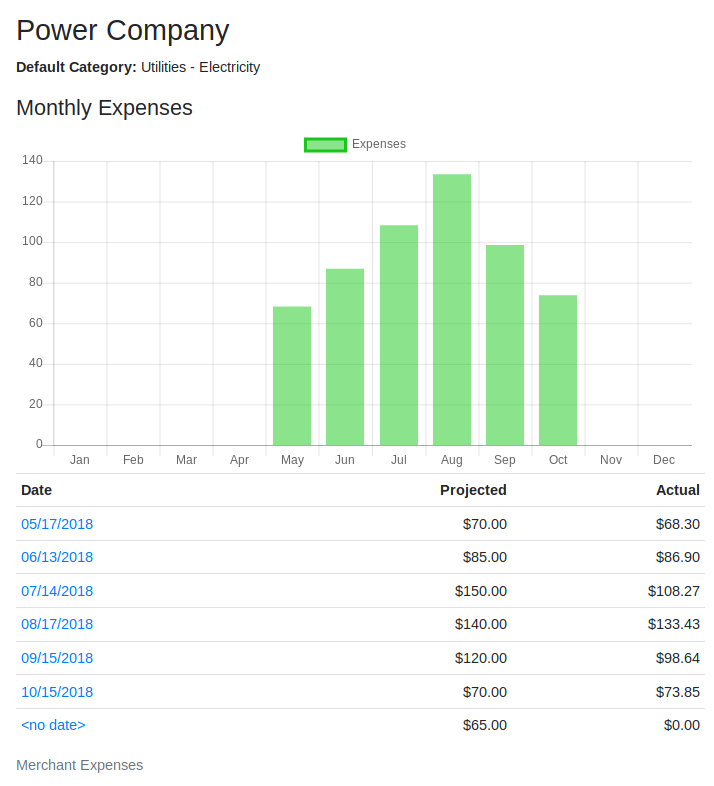 Power Company
Default Category: Utilities - Electricity
Monthly Expenses
Expenses
140
120
100
80
60
40
20
0
Jan Feb Mar Apr May Jun Jul Aug Sep Oct Nov Dec
Date Projected Actual
05/17/2018 $70.00 $68.30
06/13/2018 $85.00 $86.90
07/14/2018 $150.00 $108.27
08/17/2018 $140.00 $133.43
09/15/2018 $120.00 $98.64
10/15/2018 $70.00 $73.85
<no date> $65.00 $0.00
Merchant Expenses